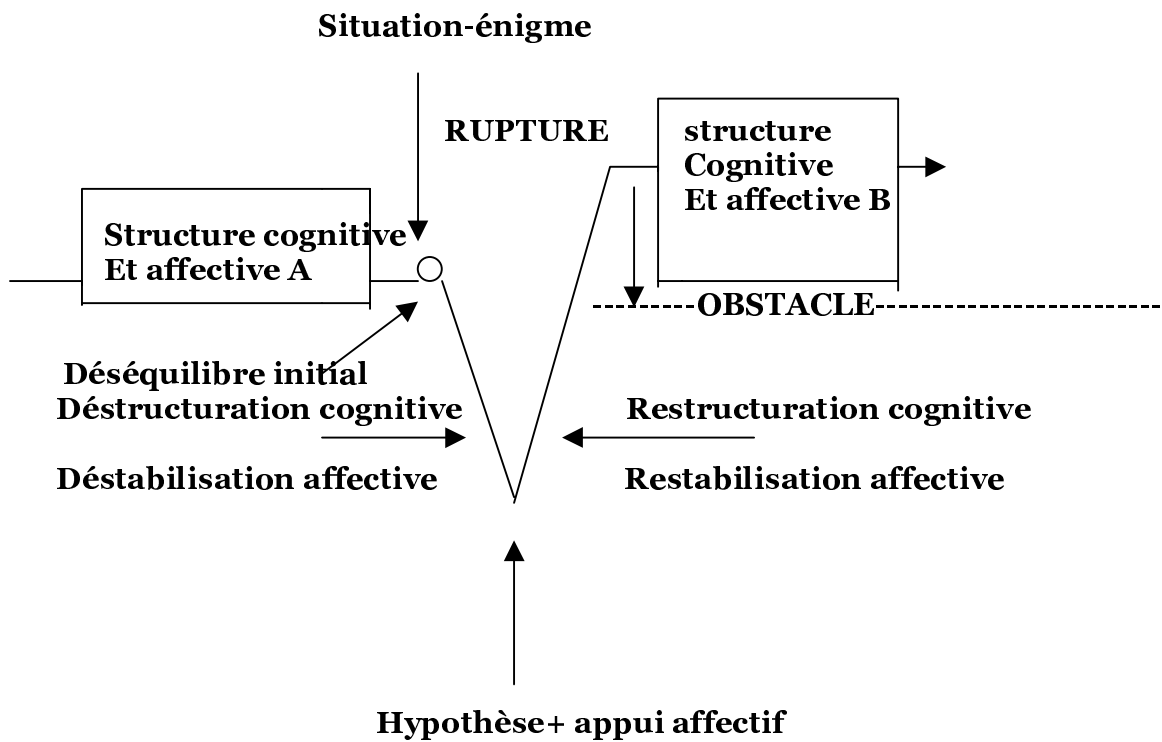 Situation-énigme
RUPTURE
structure
Cognitive
Et affective B
Structure cognitive
Et affective A
OBSTACLE
Déséquilibre initial
Déstructuration cognitive
Restructuration cognitive
Déstabilisation affective
Restabilisation affective
Hypothèse+ appui affectif